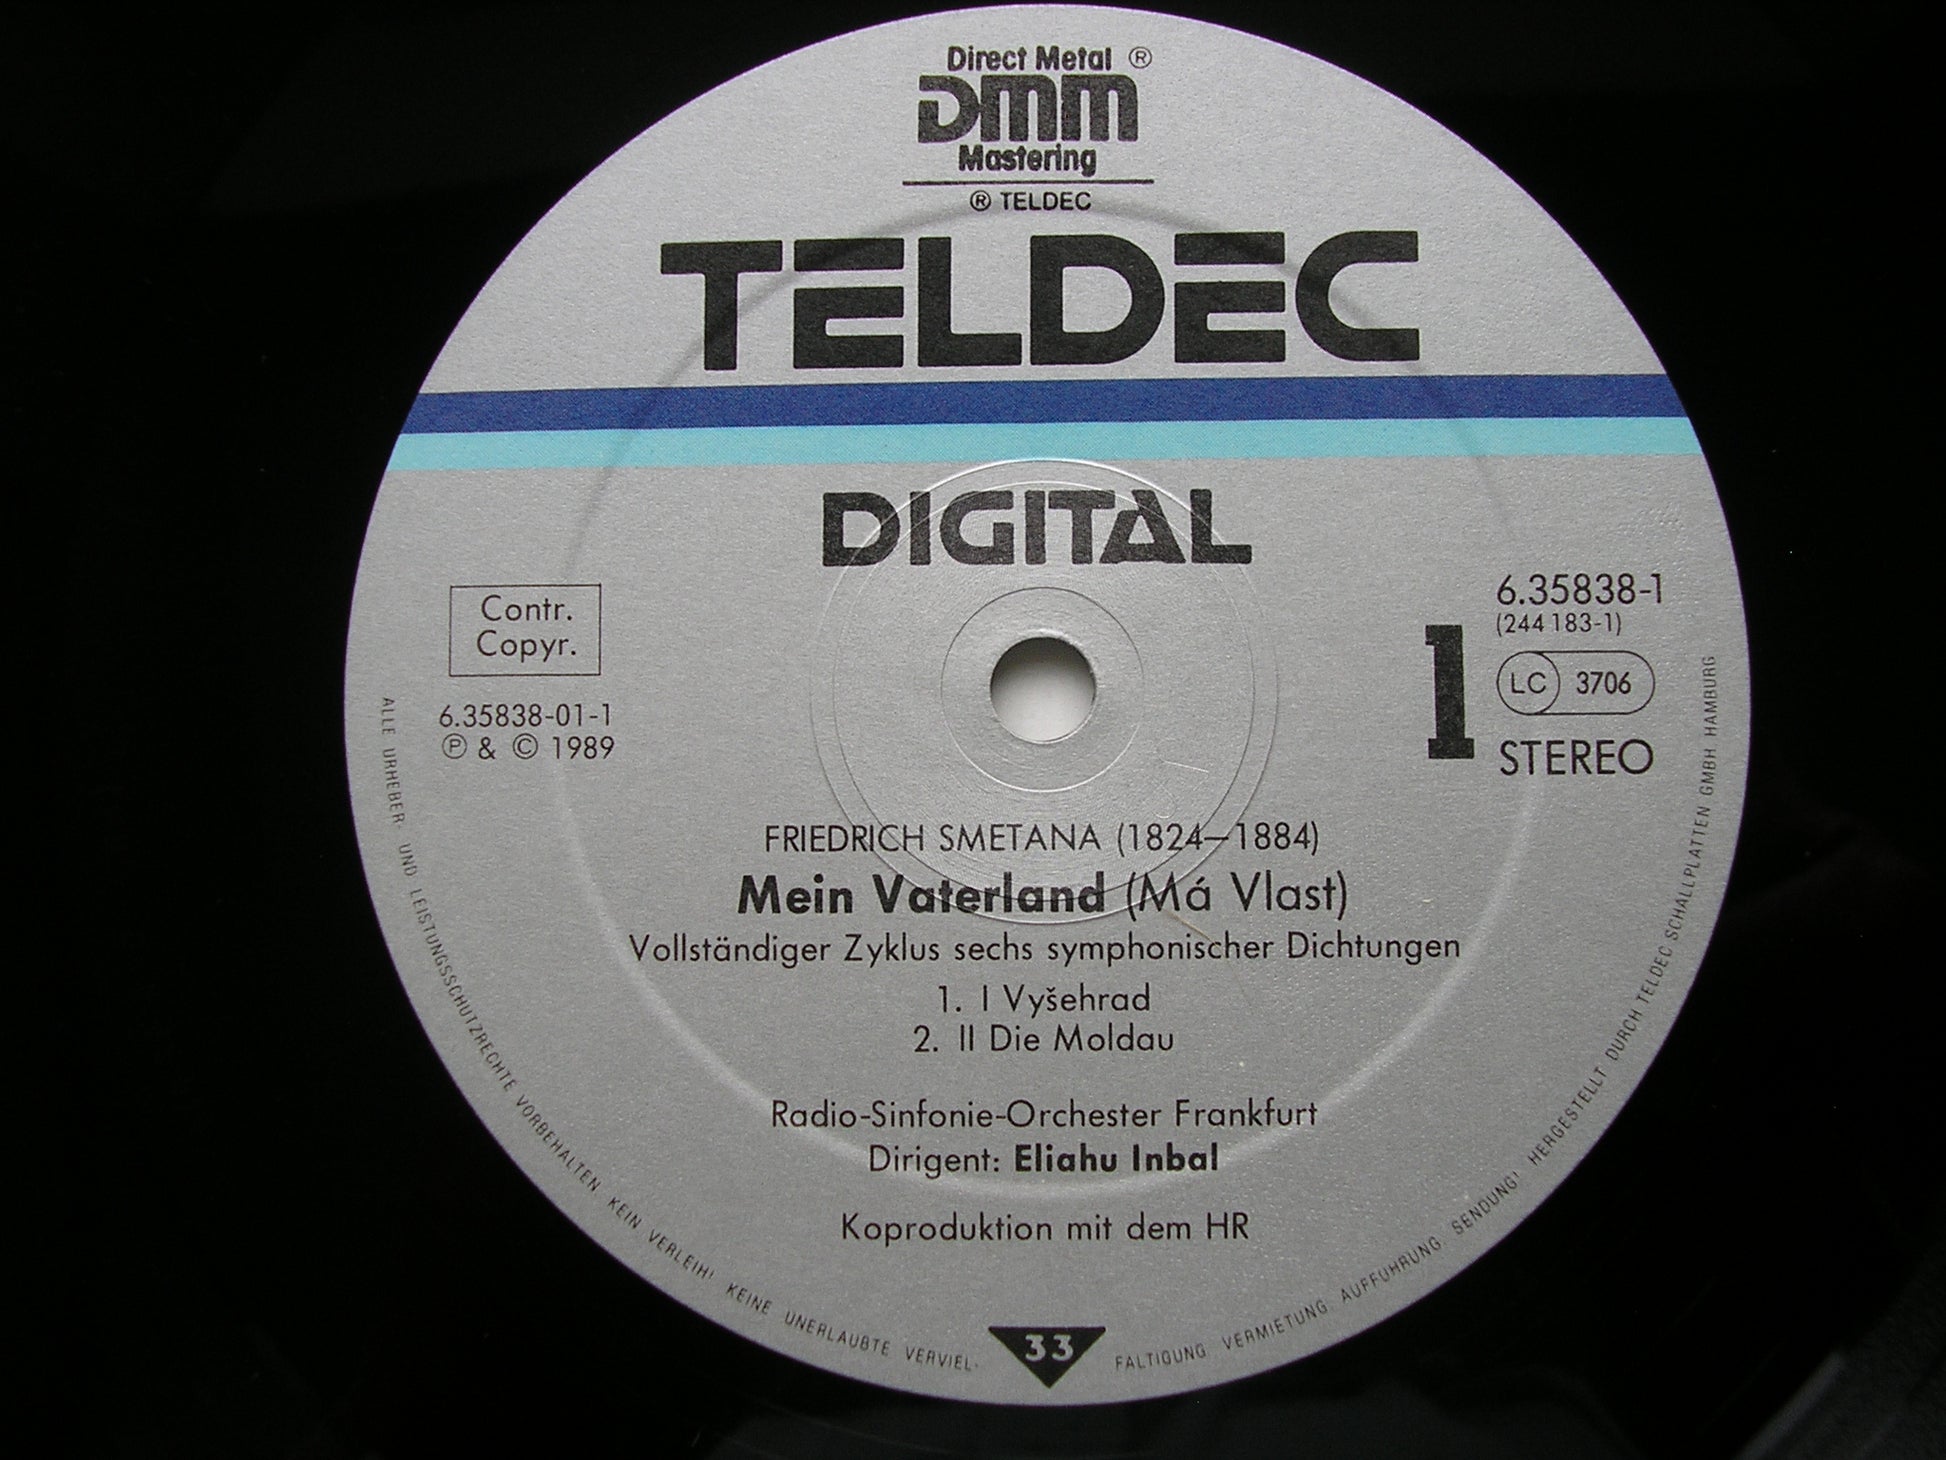 Direct Metal ®
DMM
Mastering
® TELDEC
TELDEC
DIGITAL
Contr.
Copyr.
6.35838-01-1
℗ & © 1989
1
6.35838-1
(244 183-1)
LC 3706
STEREO
FRIEDRICH SMETANA (1824–1884)
Mein Vaterland (Má Vlast)
Vollständiger Zyklus sechs symphonischer Dichtungen
1. I Vyšehrad
2. II Die Moldau
Radio-Sinfonie-Orchester Frankfurt
Dirigent: Eliahu Inbal
Koproduktion mit dem HR
33
ALLE URHEBER- UND LEISTUNGSSCHUTZRECHTE VORBEHALTEN KEIN VERLEIH! KEINE UNERLAUBTE VERVIEL-
FÄLTIGUNG VERMIETUNG, AUFFÜHRUNG, SENDUNG! HERGESTELLT DURCH TELDEC SCHALLPLATTEN GMBH HAMBURG